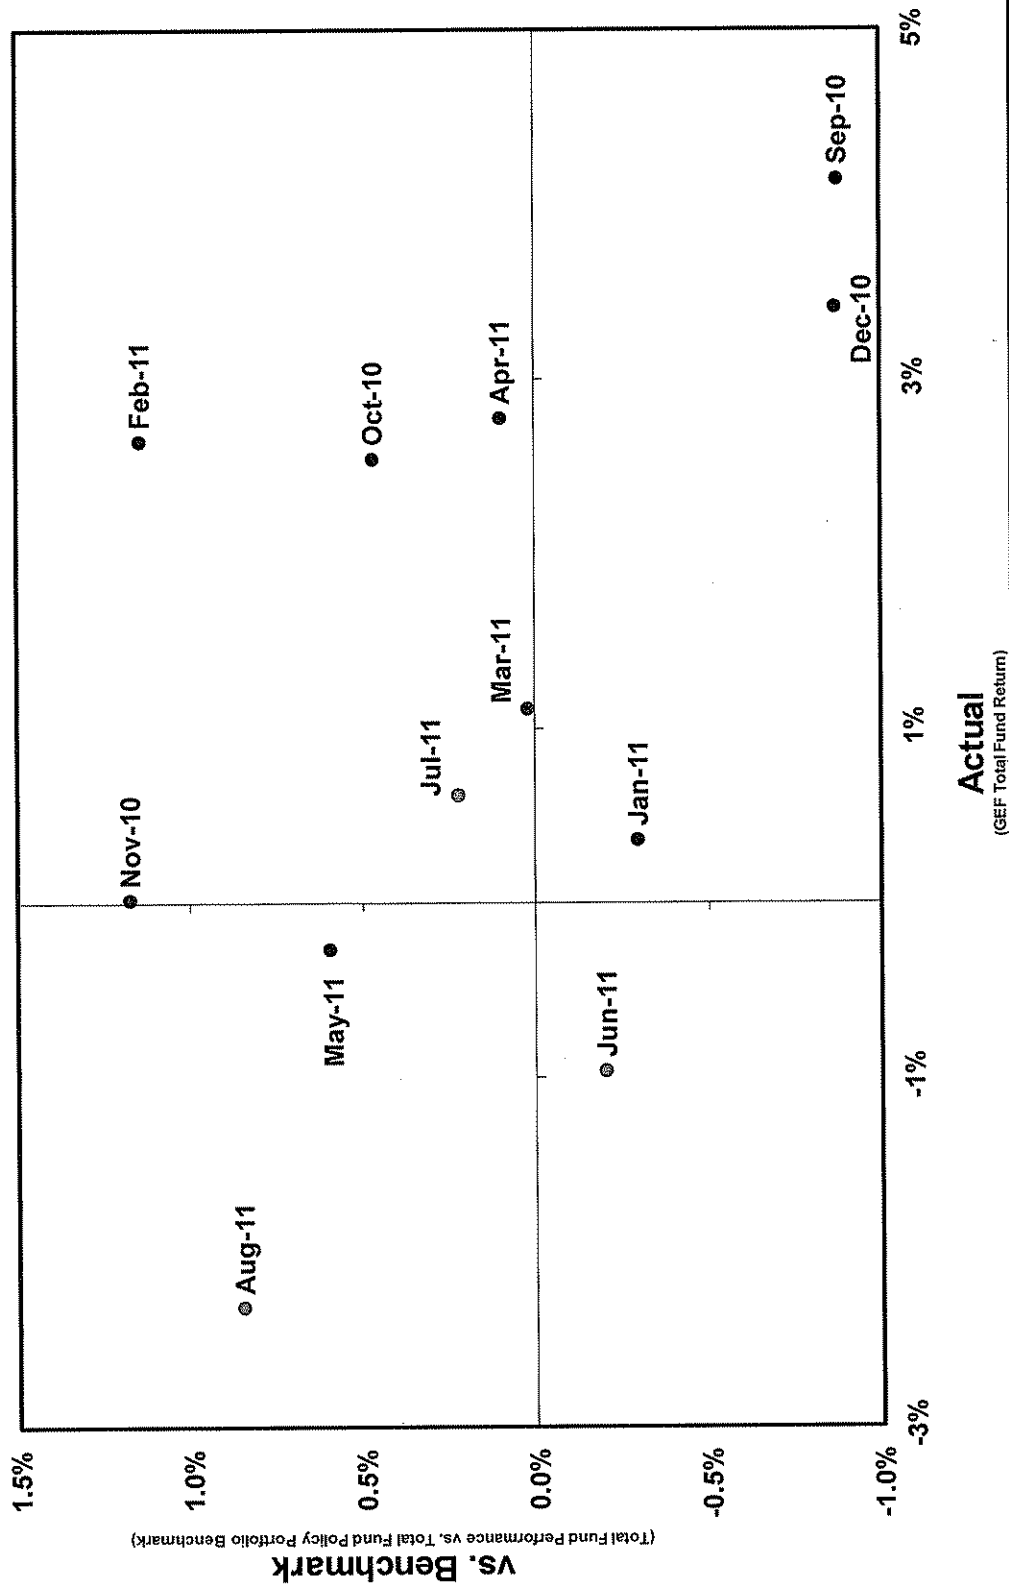 vs. Benchmark
(Total Fund Performance vs. Total Fund Policy Portfolio Benchmark)
1.5%
1.0%
0.5%
0.0%
-0.5%
-1.0%
Nov-10
Feb-11
Aug-11
May-11
Oct-10
Jul-11
Apr-11
Mar-11
Jun-11
Jan-11
Dec-10
Sep-10
-3%
-1%
1%
3%
5%
Actual
(GEF Total Fund Return)